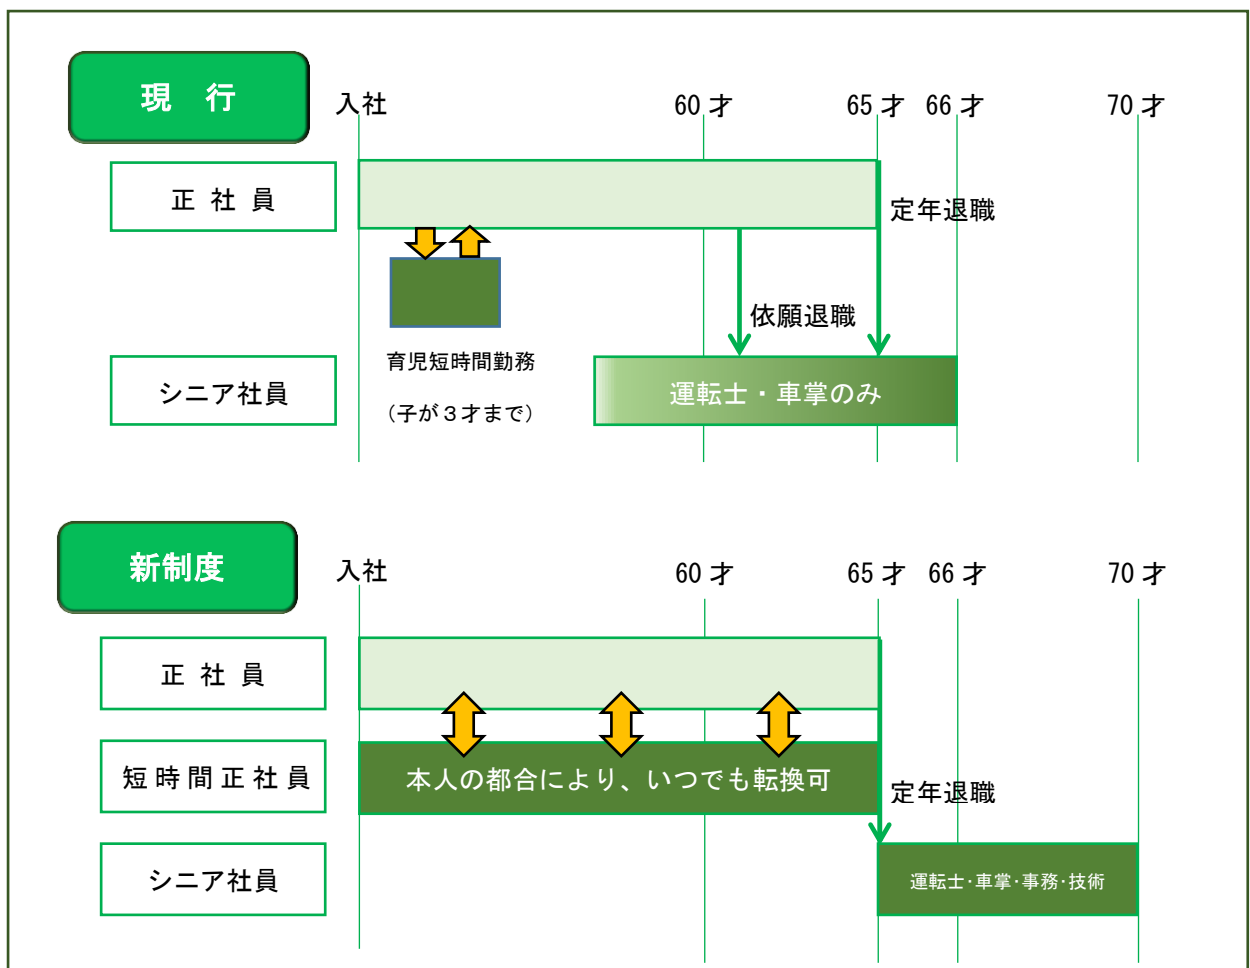 現 行
入社
60才
65才
66才
70才
正社員
定年退職
依願退職
育児短時間勤務
（子が３才まで）
シニア社員
運転士・車掌のみ
新制度
入社
60才
65才
66才
70才
正社員
短時間正社員
本人の都合により、いつでも転換可
定年退職
シニア社員
運転士・車掌・事務・技術